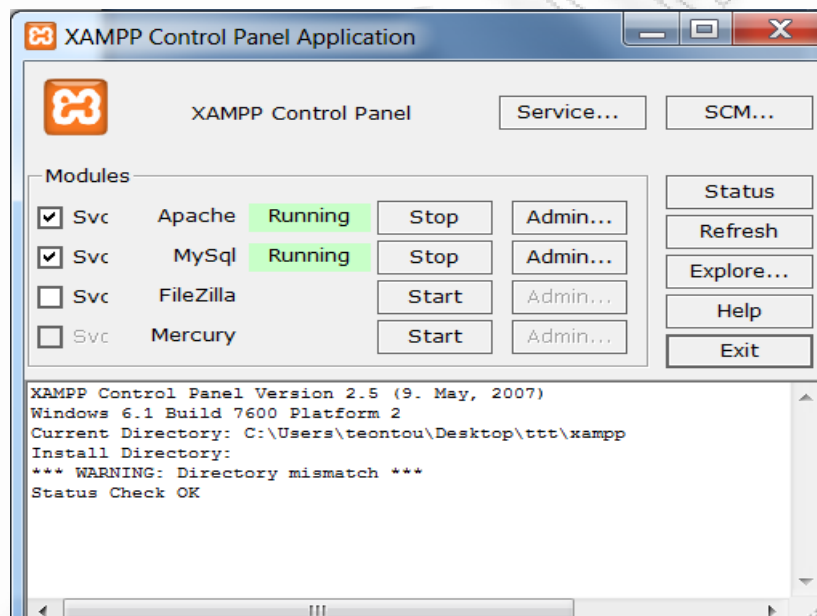 XAMPP Control Panel Application
XAMPP Control Panel Service... SCM...
Modules
Svc Apache Running Stop Admin...
Svc MySql Running Stop Admin...
Svc FileZilla Start Admin...
Svc Mercury Start Admin...
Status
Refresh
Explore...
Help
Exit
XAMPP Control Panel Version 2.5 (9. May, 2007)
Windows 6.1 Build 7600 Platform 2
Current Directory: C:\Users\teontou\Desktop\ttt\xampp
Install Directory:
*** WARNING: Directory mismatch ***
Status Check OK